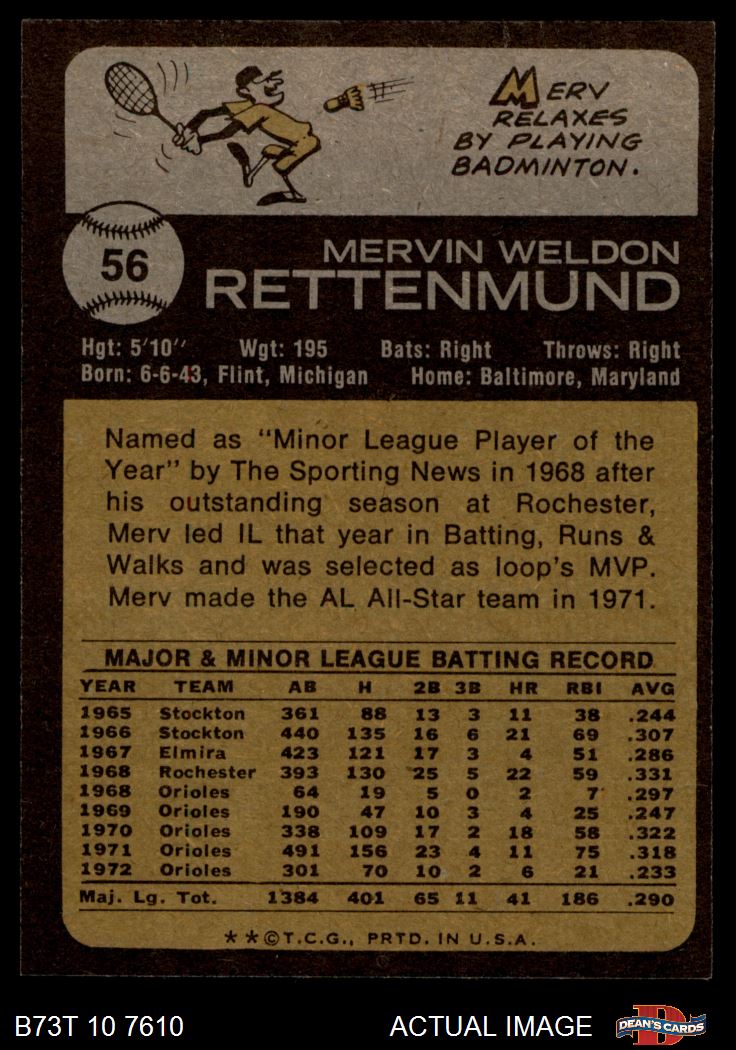 MERV
RELAXES
BY PLAYING
BADMINTON.
56
MERVIN WELDON
RETTENMUND
Hgt: 5'10" Wgt: 195 Bats: Right Throws: Right
Born: 6-6-43, Flint, Michigan Home: Baltimore, Maryland
Named as "Minor League Player of the
Year" by The Sporting News in 1968 after
his outstanding season at Rochester,
Merv led IL that year in Batting, Runs &
Walks and was selected as loop's MVP.
Merv made the AL All-Star team in 1971.
MAJOR & MINOR LEAGUE BATTING RECORD
YEAR TEAM AB H 2B 3B HR RBI AVG
1965 Stockton 361 88 13 3 11 38 .244
1966 Stockton 440 135 16 6 21 69 .307
1967 Elmira 423 121 17 3 4 51 .286
1968 Rochester 393 130 25 5 22 59 .331
1968 Orioles 64 19 5 0 2 7 .297
1969 Orioles 190 47 10 3 4 25 .247
1970 Orioles 338 109 17 2 18 58 .322
1971 Orioles 491 156 23 4 11 75 .318
1972 Orioles 301 70 10 2 6 21 .233
Maj. Lg. Tot. 1384 401 65 11 41 186 .290
**©T.C.G., PRTD. IN U.S.A.
B73T 10 7610 ACTUAL IMAGE
DEAN'S CARDS